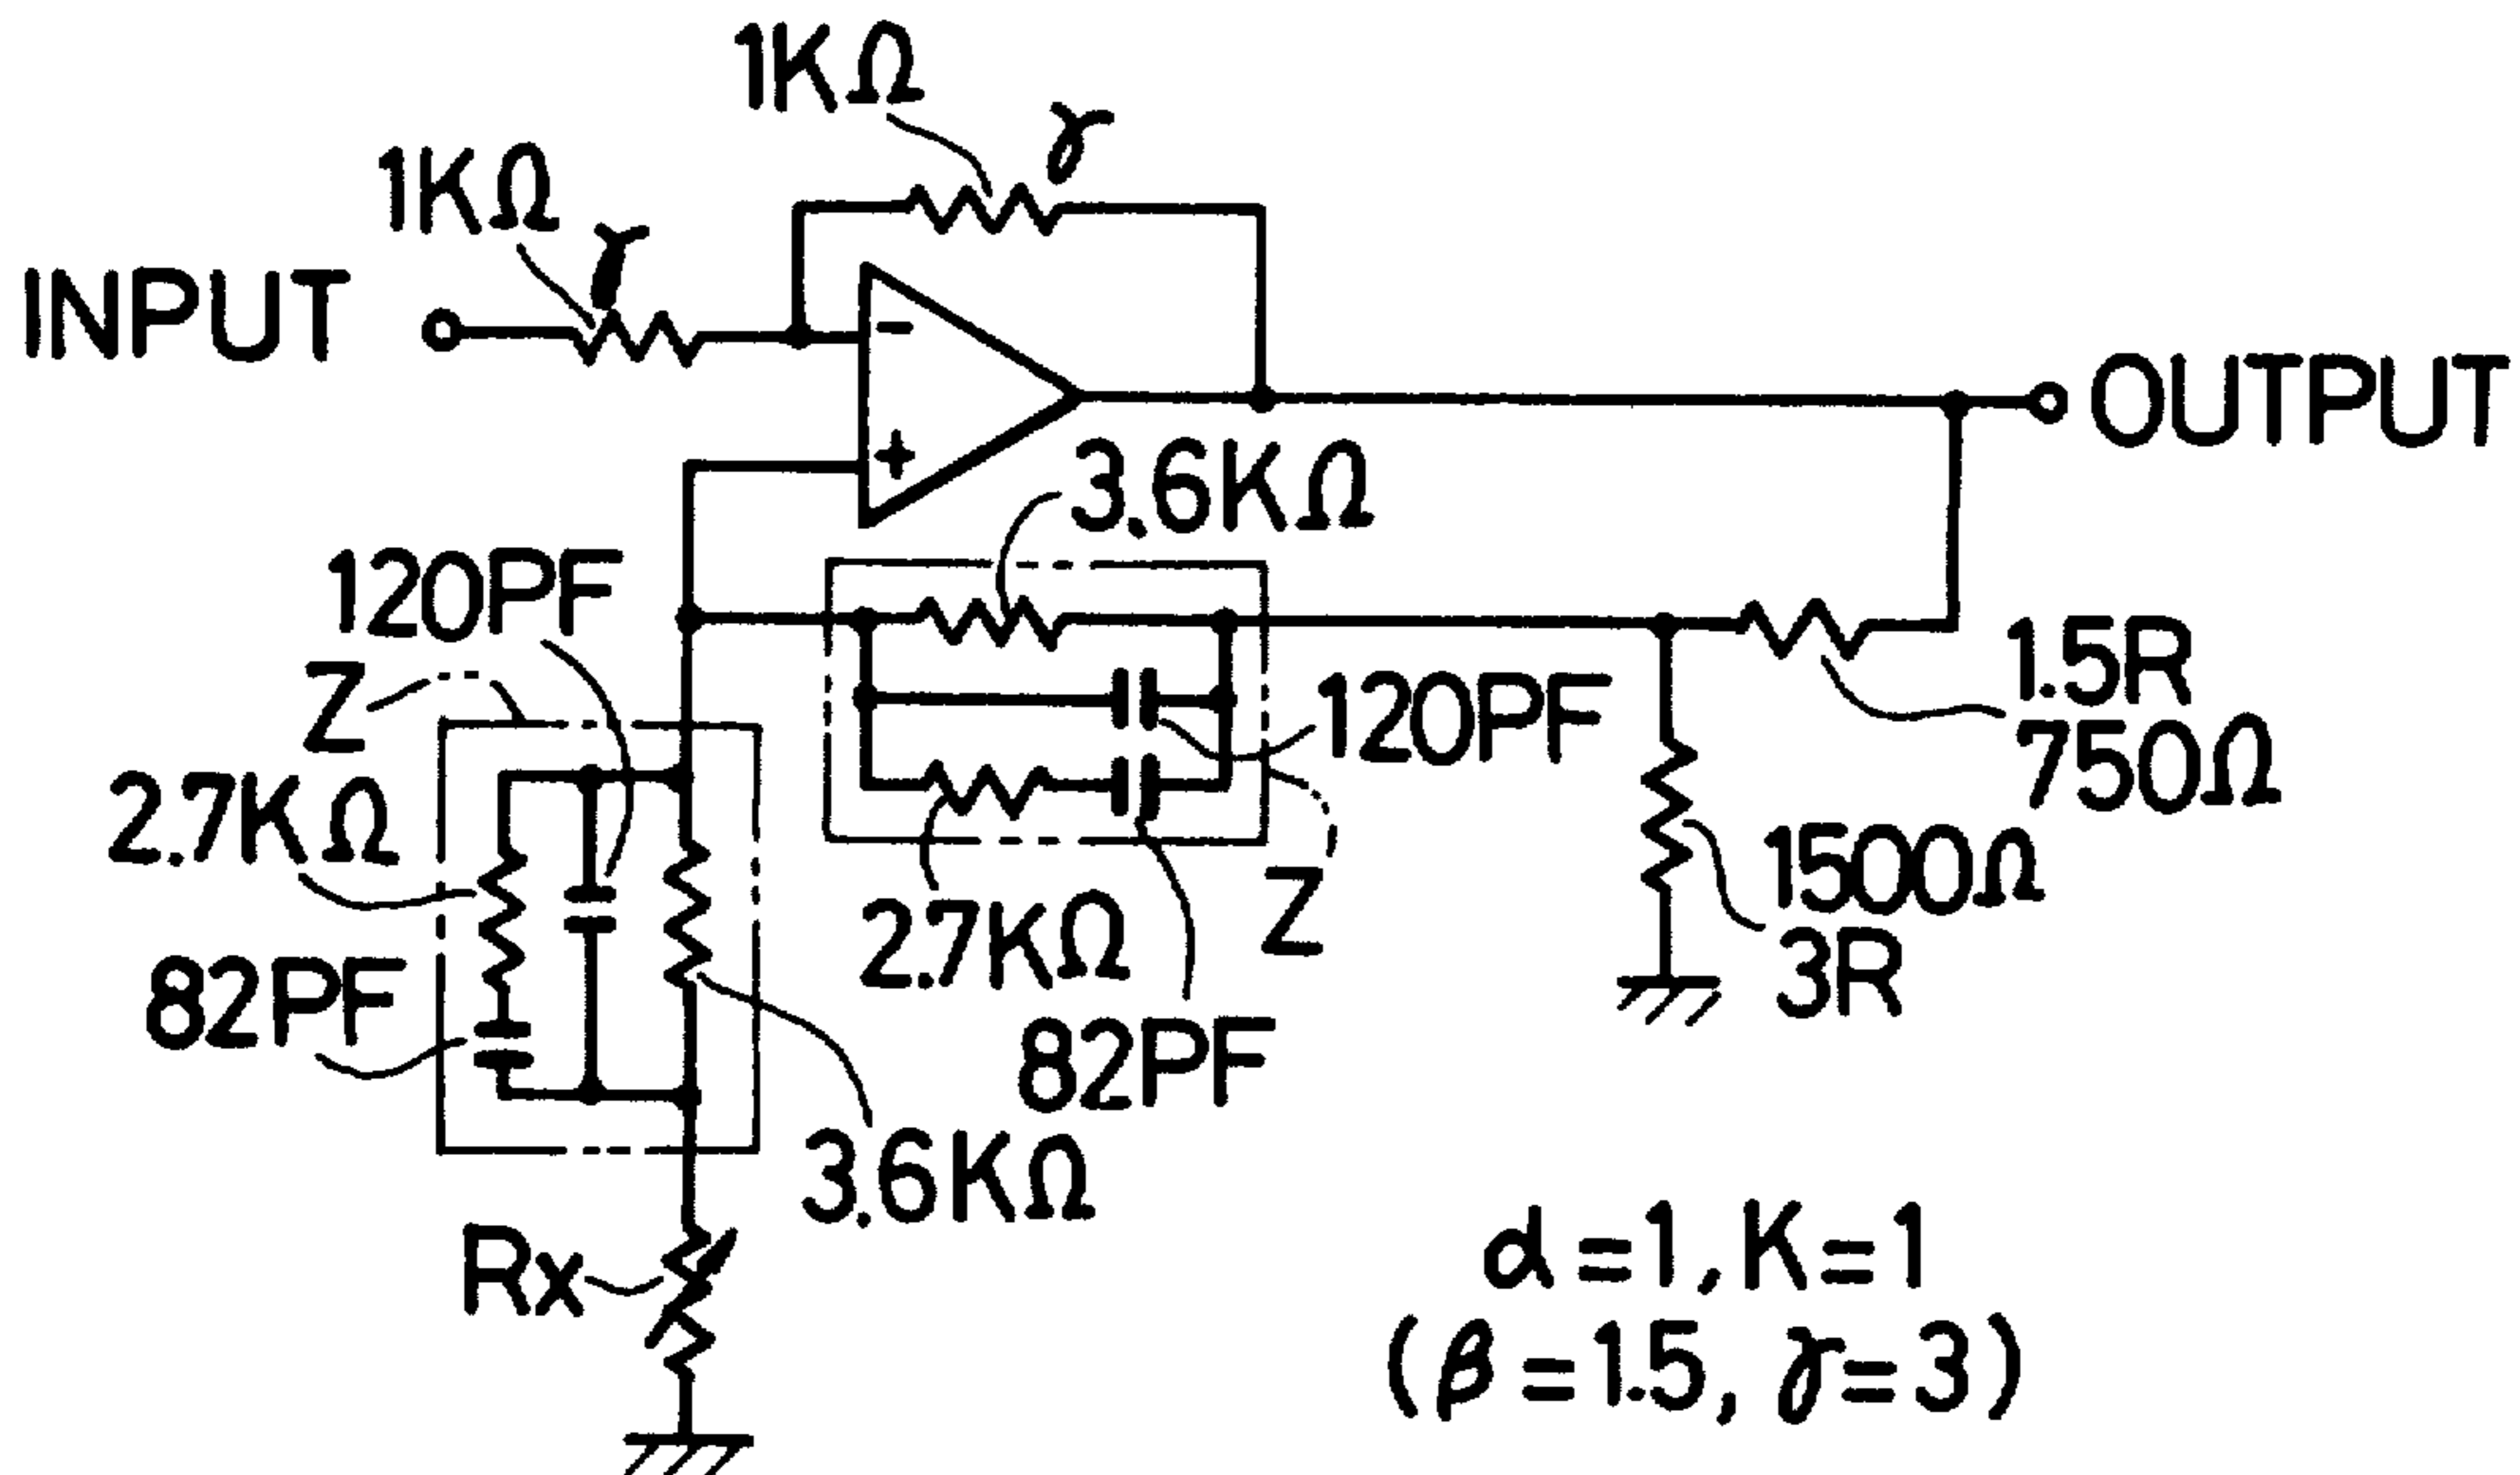 1KΩ
γ
1KΩ
γ
INPUT
-
+
OUTPUT
3.6KΩ
120PF
Z
1.5R
750Ω
120PF
2.7KΩ
1500Ω
3R
Z
2.7KΩ
82PF
82PF
3.6KΩ
Rx
α=1,K=1
(β=1.5,γ=3)